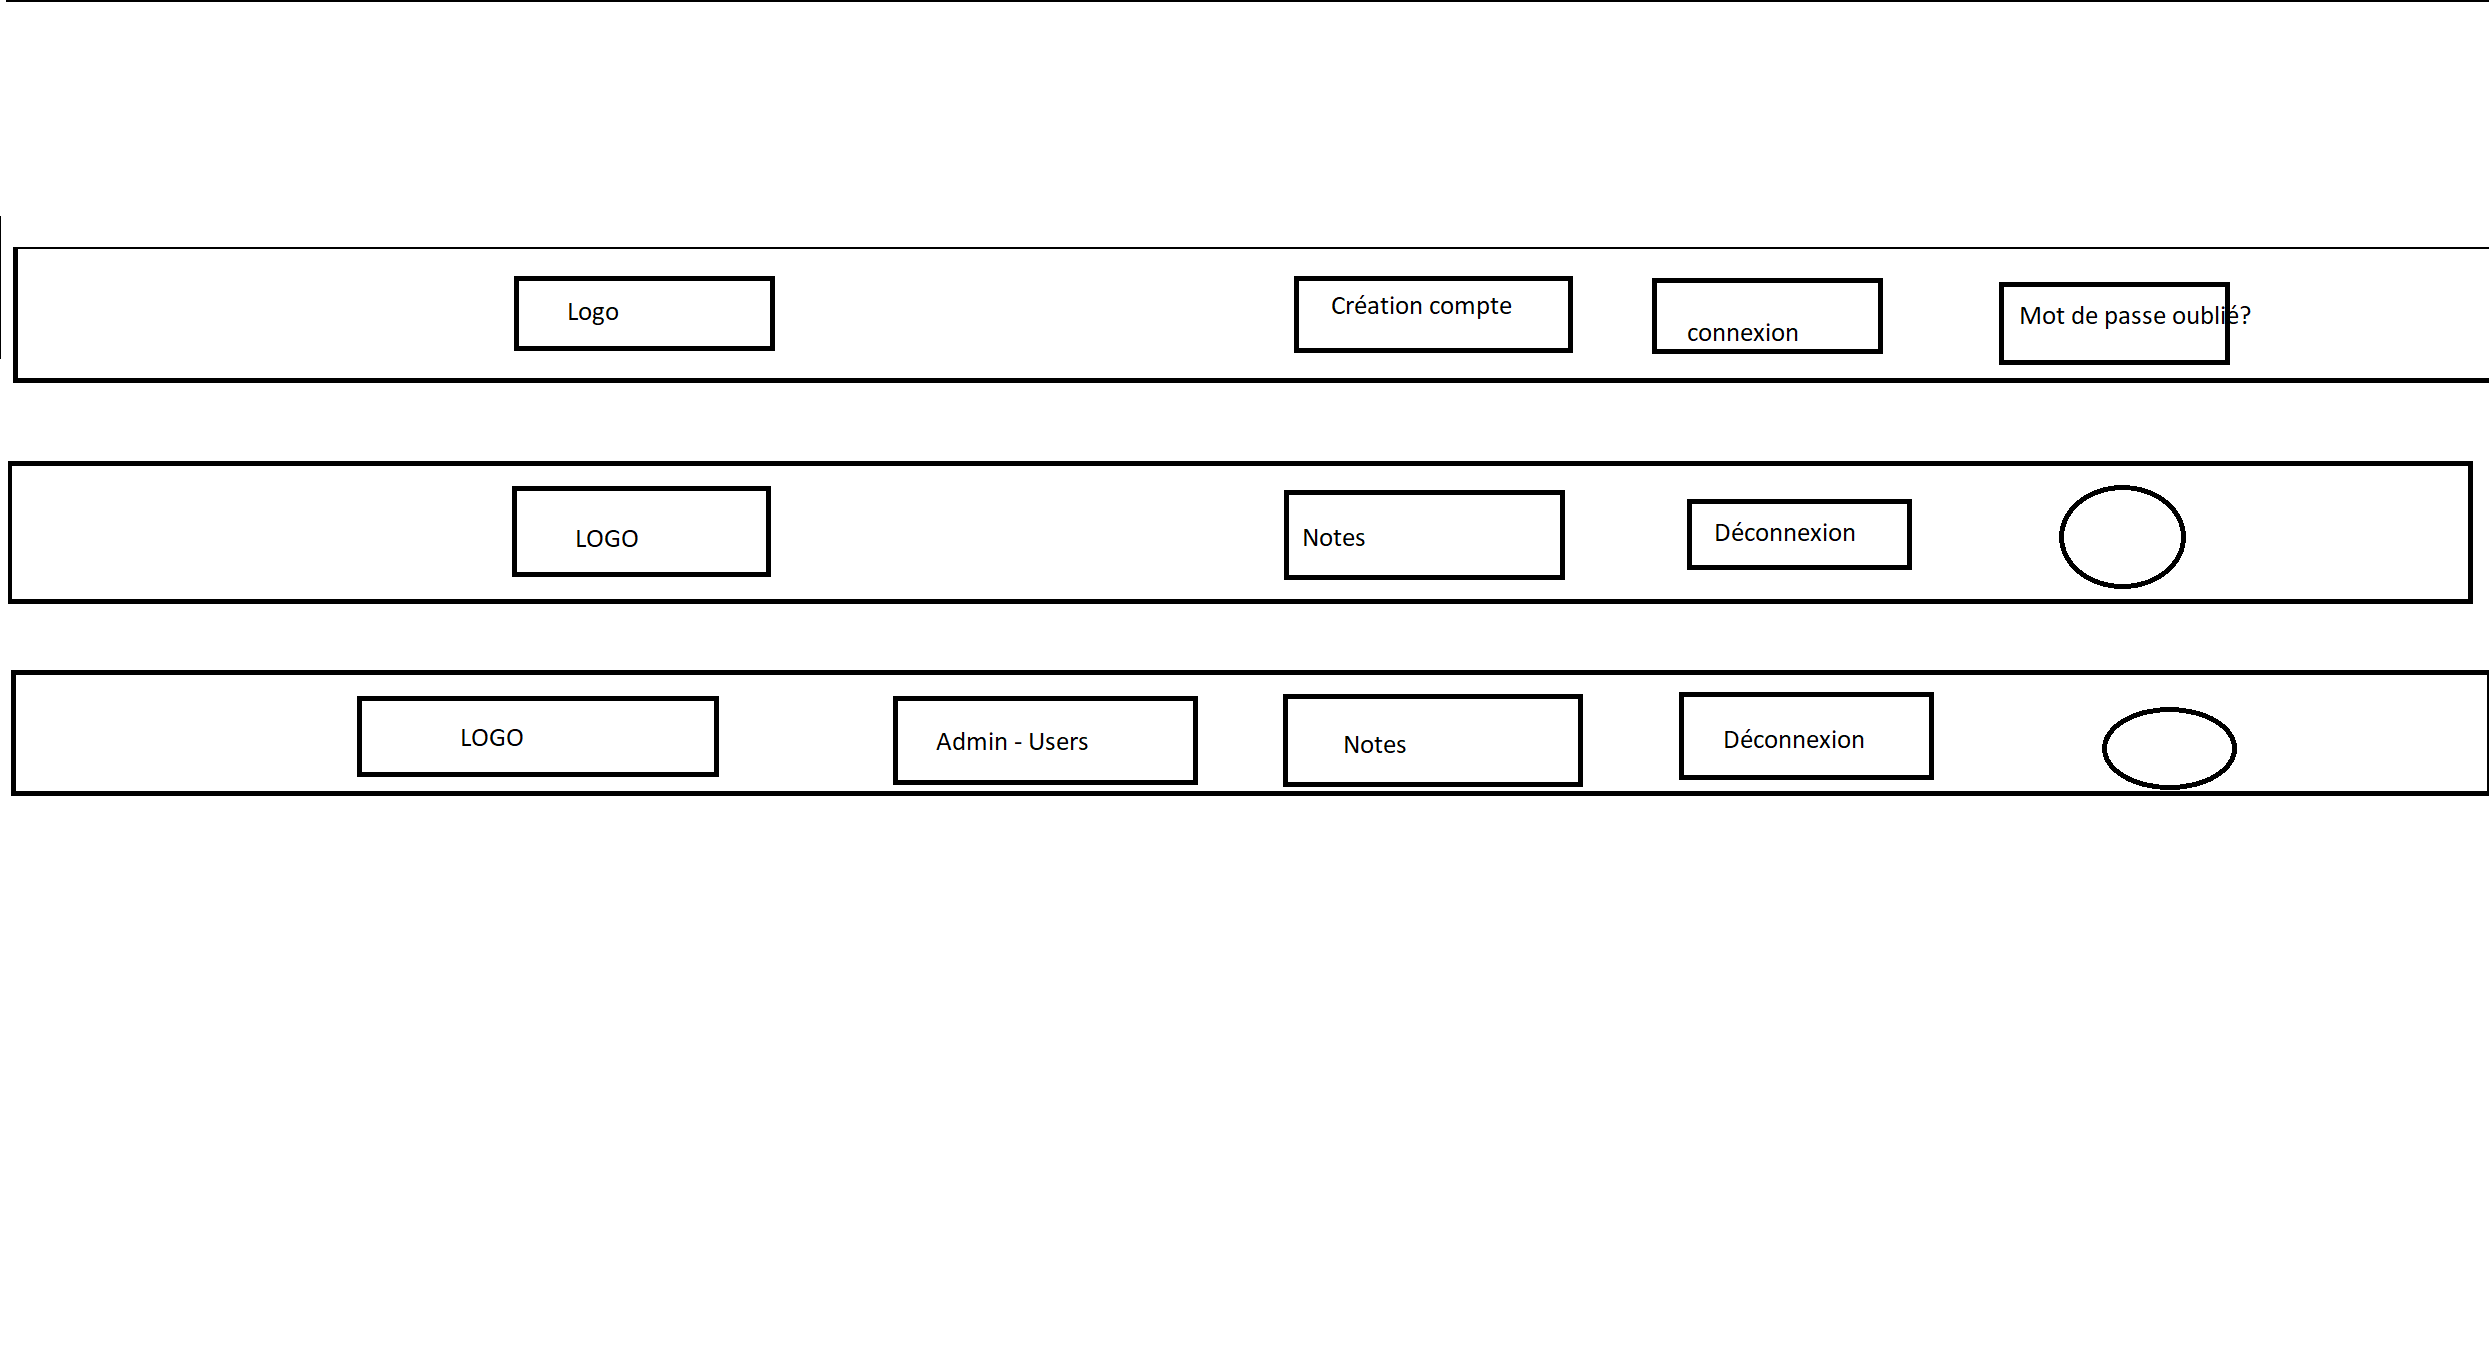 Logo
Création compte
connexion
Mot de passe oublié?
LOGO
Notes
Déconnexion
LOGO
Admin - Users
Notes
Déconnexion